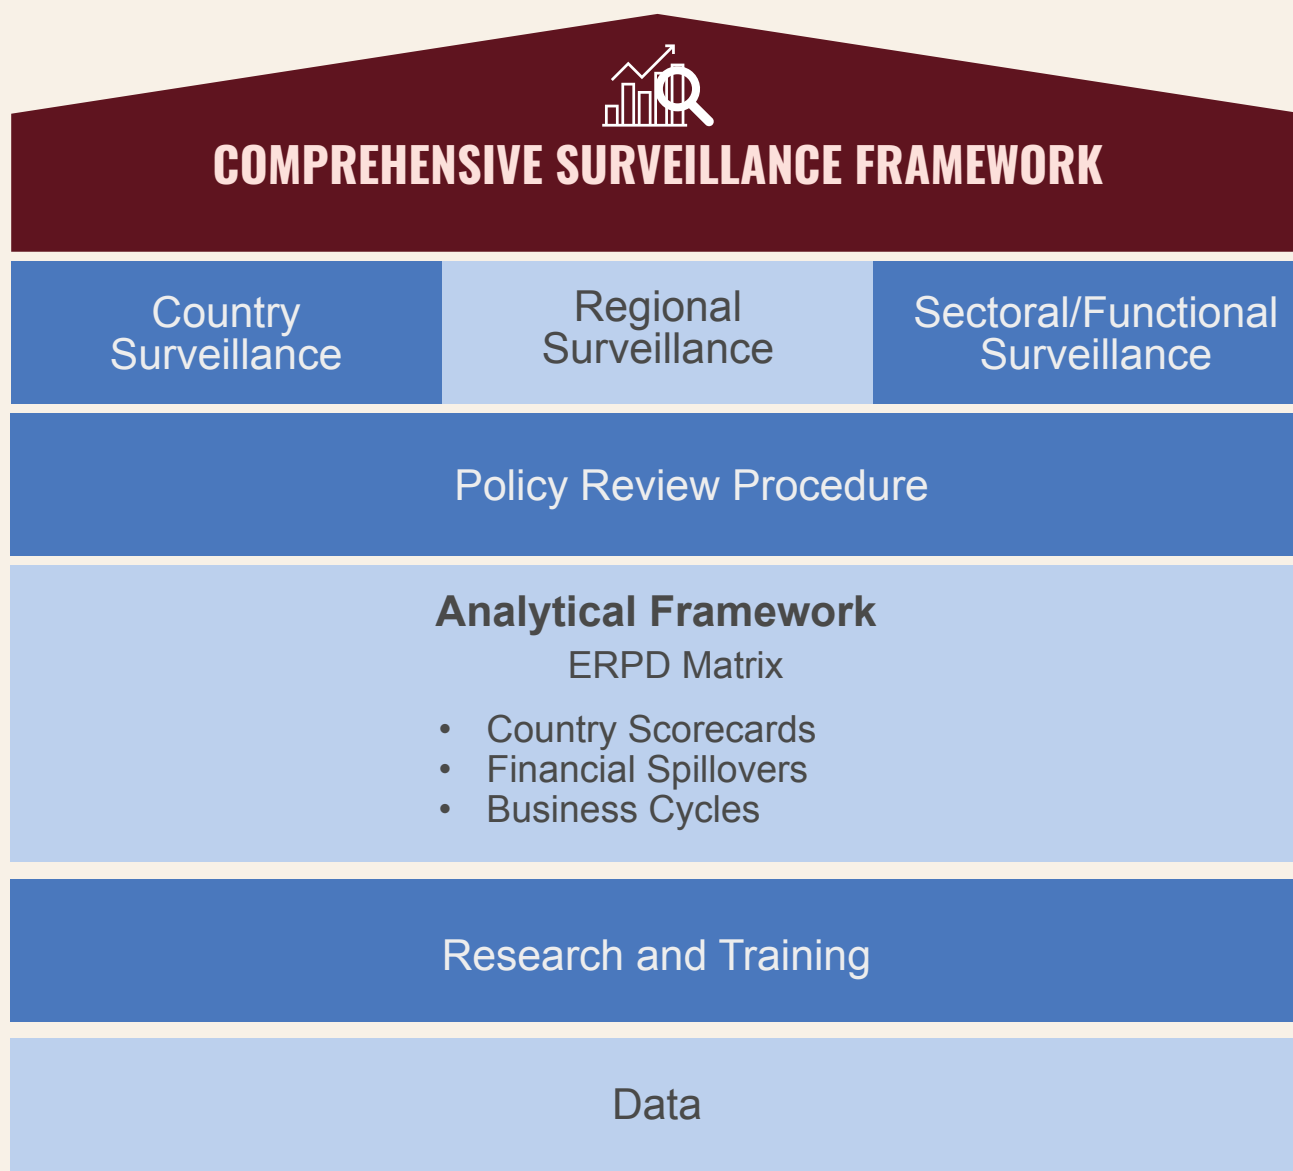 COMPREHENSIVE SURVEILLANCE FRAMEWORK
Country
Surveillance
Regional
Surveillance
Sectoral/Functional
Surveillance
Policy Review Procedure
Analytical Framework
ERPD Matrix
• Country Scorecards
• Financial Spillovers
• Business Cycles
Research and Training
Data